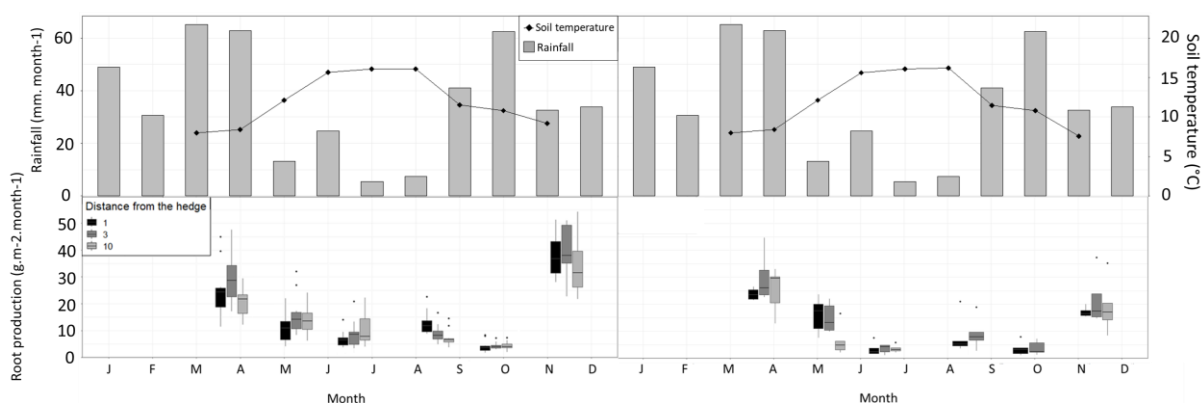 Rainfall (mm. month-1)
60
40
20
0
Soil temperature
Rainfall
20
15
10
5
0
Soil temperature (°C)
Root production (g.m-2.month-1)
Distance from the hedge
1
3
10
50
40
30
20
10
0
J F M A M J J A S O N D
J F M A M J J A S O N D
Month
Month